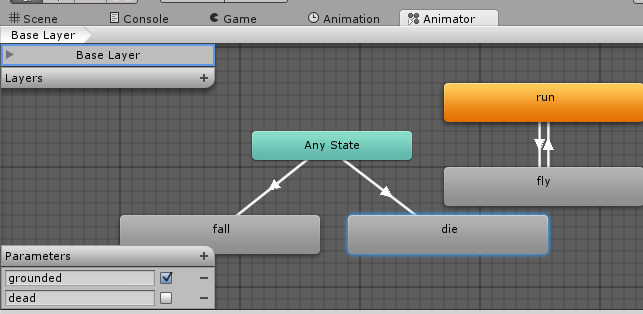 Scene Console Game Animation Animator
Base Layer
Base Layer
Layers
run
Any State
fly
fall die
Parameters
grounded
dead